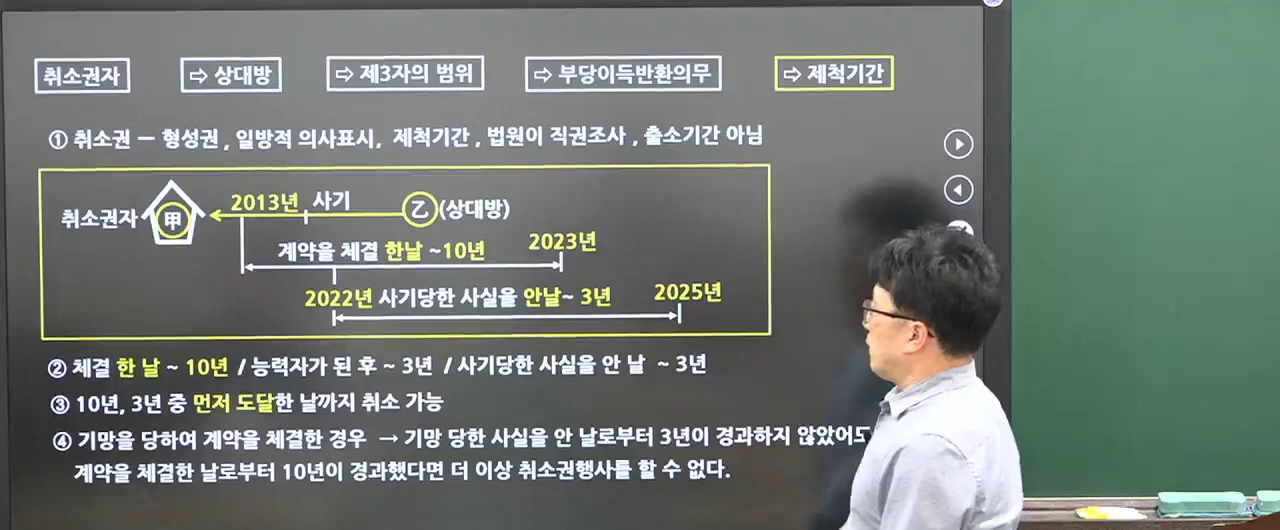 취소권자 ⇨ 상대방 ⇨ 제3자의 범위 ⇨ 부당이득반환의무 ⇨ 제척기간
① 취소권 ー 형성권 , 일방적 의사표시, 제척기간 , 법원이 직권조사 , 출소기간 아님
취소권자 甲 2013년 사기 乙 (상대방)
계약을 체결 한날 ~10년 2023년
2022년 사기당한 사실을 안날~ 3년 2025년
② 체결 한 날 ~ 10년 / 능력자가 된 후 ~ 3년 / 사기당한 사실을 안 날 ~ 3년
③ 10년, 3년 중 먼저 도달한 날까지 취소 가능
④ 기망을 당하여 계약을 체결한 경우 → 기망 당한 사실을 안 날로부터 3년이 경과하지 않았어도
계약을 체결한 날로부터 10년이 경과했다면 더 이상 취소권행사를 할 수 없다.